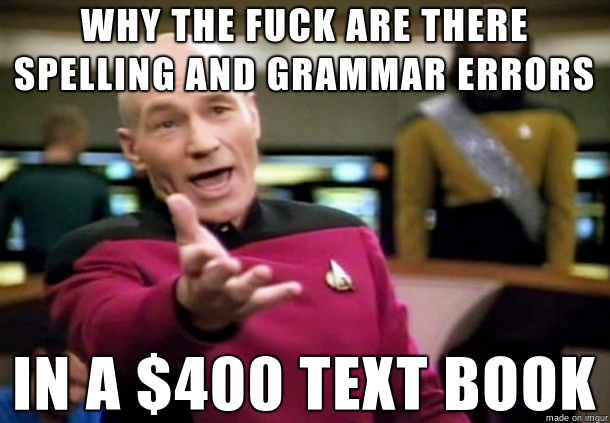 WHY THE FUCK ARE THERE
SPELLING AND GRAMMAR ERRORS
IN A $400 TEXT BOOK
made on imgur